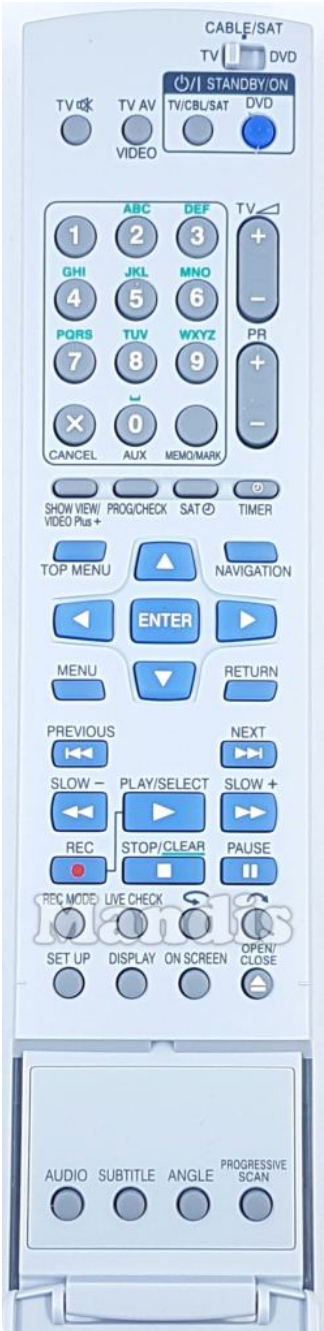 CABLE/SAT
TV DVD
⏻/I STANDBY/ON
TV TV AV TV/CBL/SAT DVD
VIDEO
ABC DEF TV
1 2 3 +
GHI JKL MNO
4 5 6 −
PQRS TUV WXYZ PR
7 8 9 +
× 0 −
CANCEL AUX MEMO/MARK
SHOW VIEW/ PROG/CHECK SAT TIMER
VIDEO Plus+
TOP MENU NAVIGATION
ENTER
MENU RETURN
PREVIOUS NEXT
SLOW − PLAY/SELECT SLOW +
REC STOP/CLEAR PAUSE
REC MODE LIVE CHECK
Mandis
SET UP DISPLAY ON SCREEN OPEN/
CLOSE
AUDIO SUBTITLE ANGLE PROGRESSIVE
SCAN